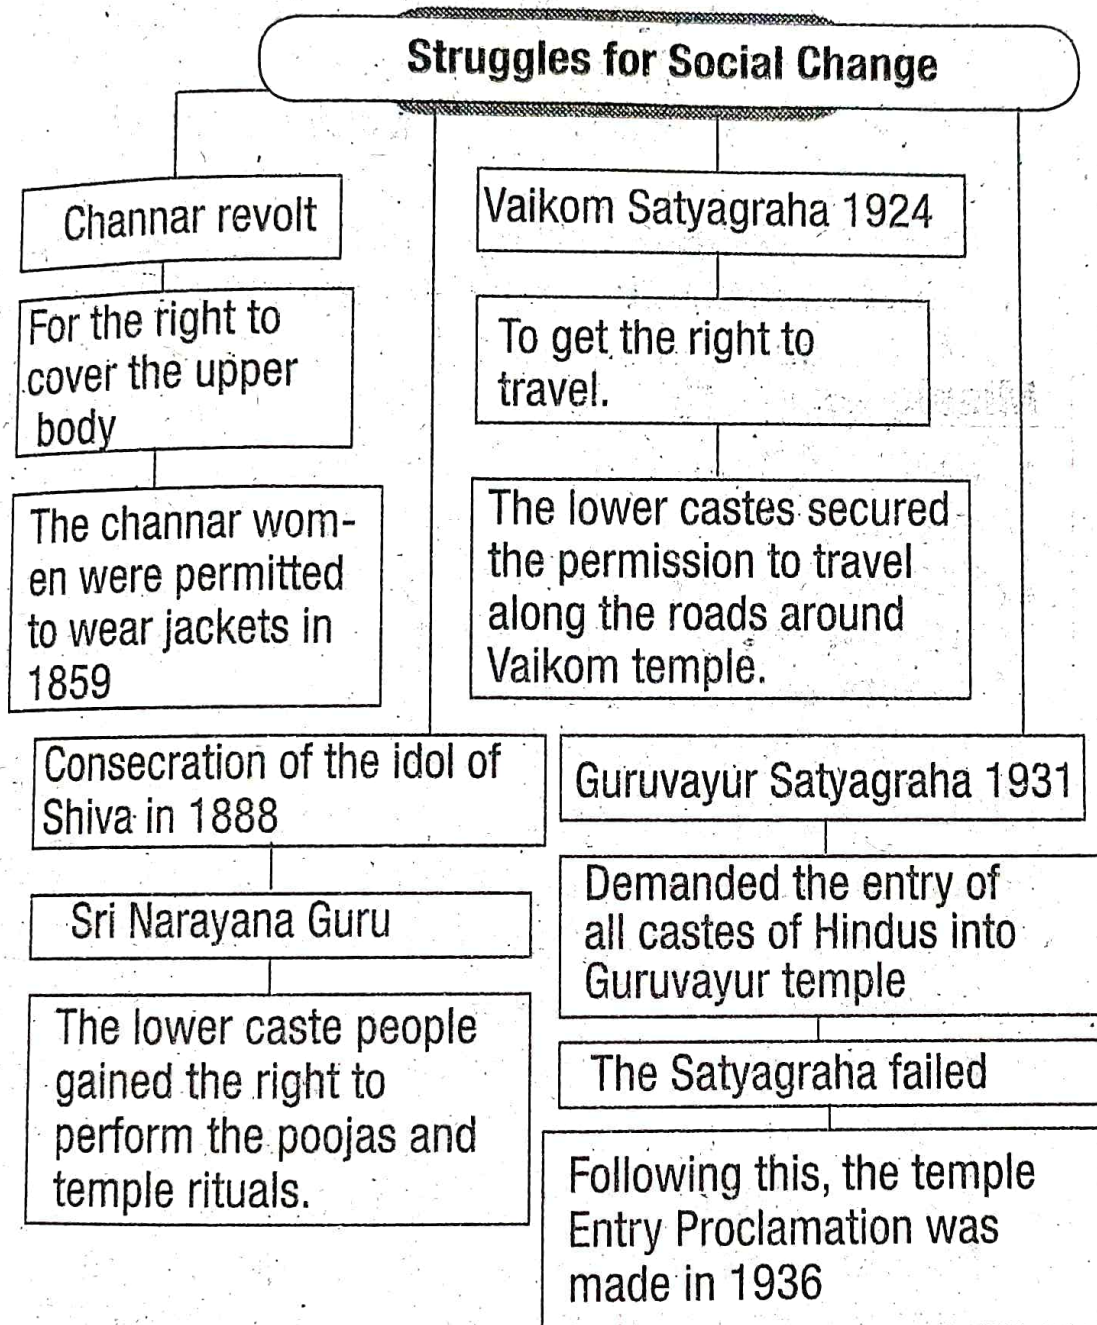 Struggles for Social Change
Channar revolt
For the right to
cover the upper
body
The channar wom-
en were permitted
to wear jackets in
1859
Vaikom Satyagraha 1924
To get the right to
travel.
The lower castes secured
the permission to travel
along the roads around
Vaikom temple.
Consecration of the idol of
Shiva in 1888
Sri Narayana Guru
The lower caste people
gained the right to
perform the poojas and
temple rituals.
Guruvayur Satyagraha 1931
Demanded the entry of
all castes of Hindus into
Guruvayur temple
The Satyagraha failed
Following this, the temple
Entry Proclamation was
made in 1936